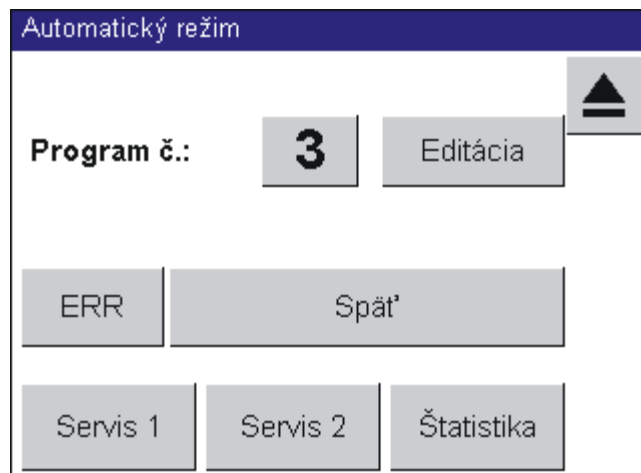 Automatický režim
Program č.: 3 Editácia
ERR Späť
Servis 1 Servis 2 Štatistika